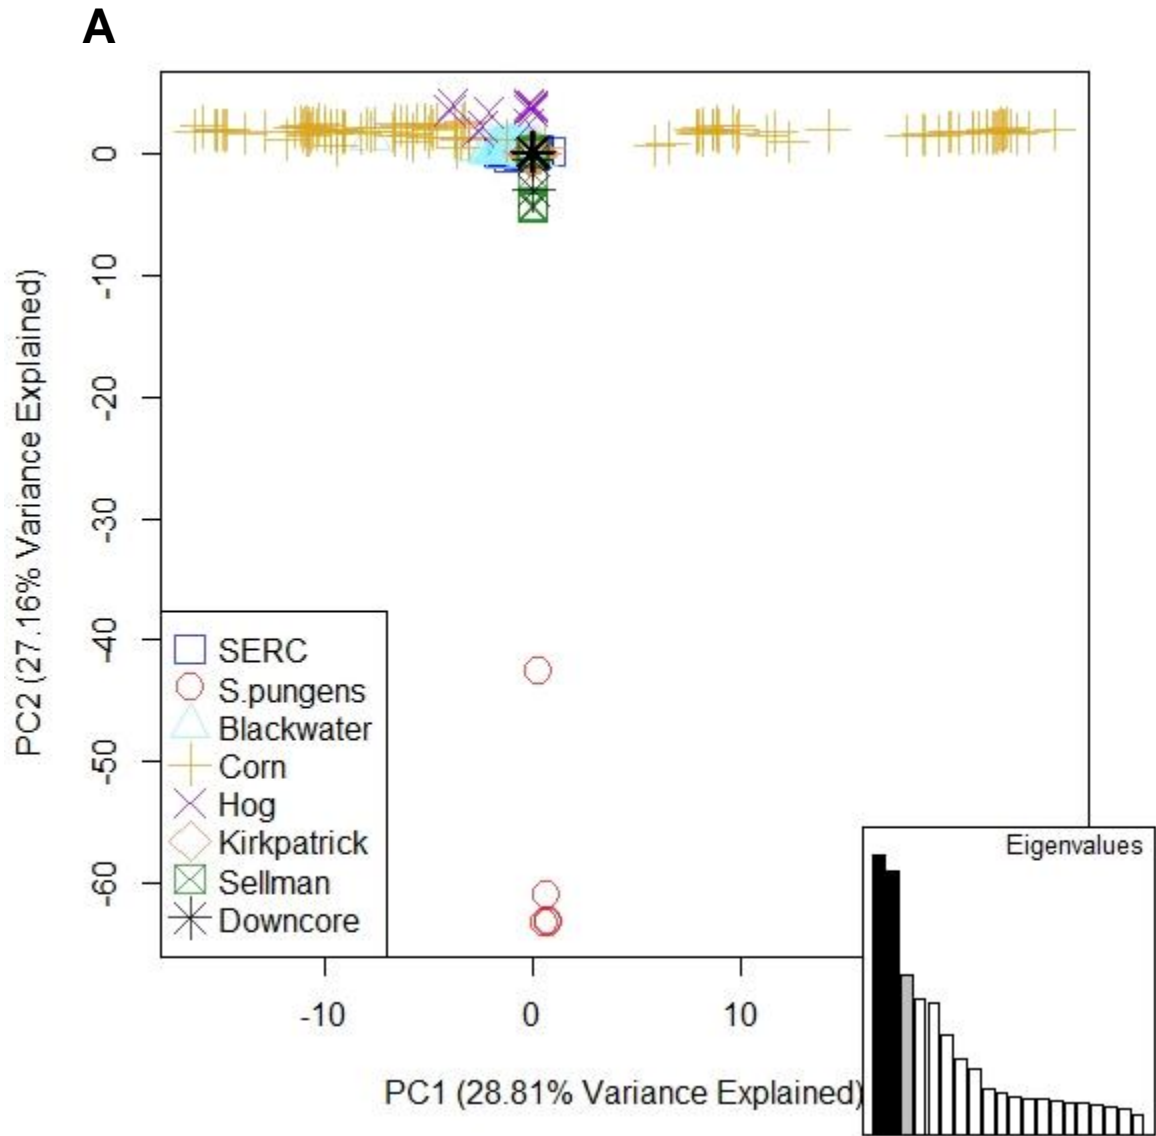 A
PC2 (27.16% Variance Explained)
0
-10
-20
-30
-40
-50
-60
SERC
S.pungens
Blackwater
Corn
Hog
Kirkpatrick
Sellman
Downcore
Eigenvalues
-10 0 10
PC1 (28.81% Variance Explained)